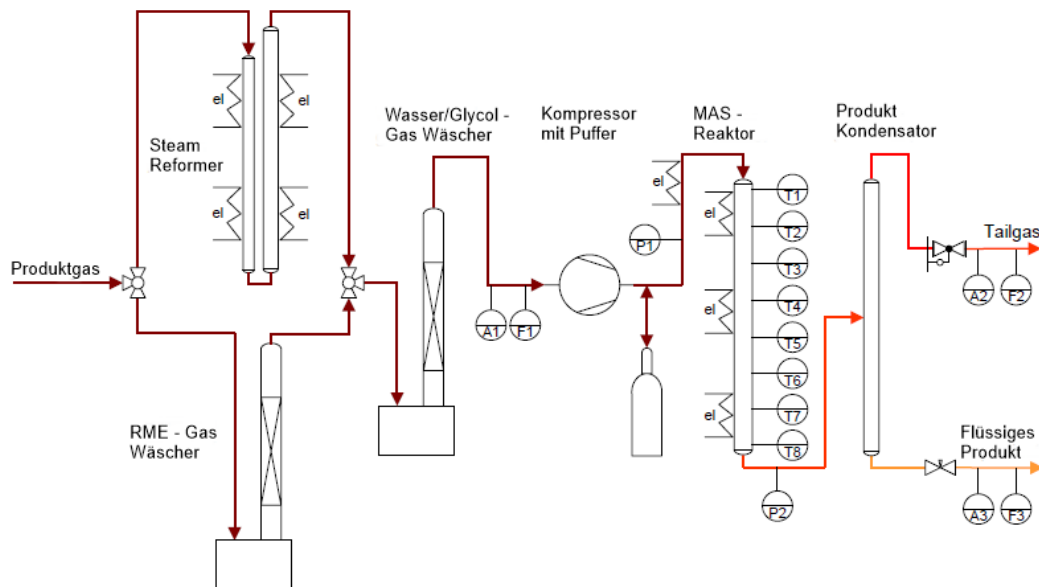 Produktgas
Steam
Reformer
el
el
el
el
RME - Gas
Wäscher
Wasser/Glycol -
Gas Wäscher
A1
F1
Kompressor
mit Puffer
P1
el
MAS -
Reaktor
el
el
el
T1
T2
T3
T4
T5
T6
T7
T8
P2
Produkt
Kondensator
Tailgas
A2
F2
Flüssiges
Produkt
A3
F3